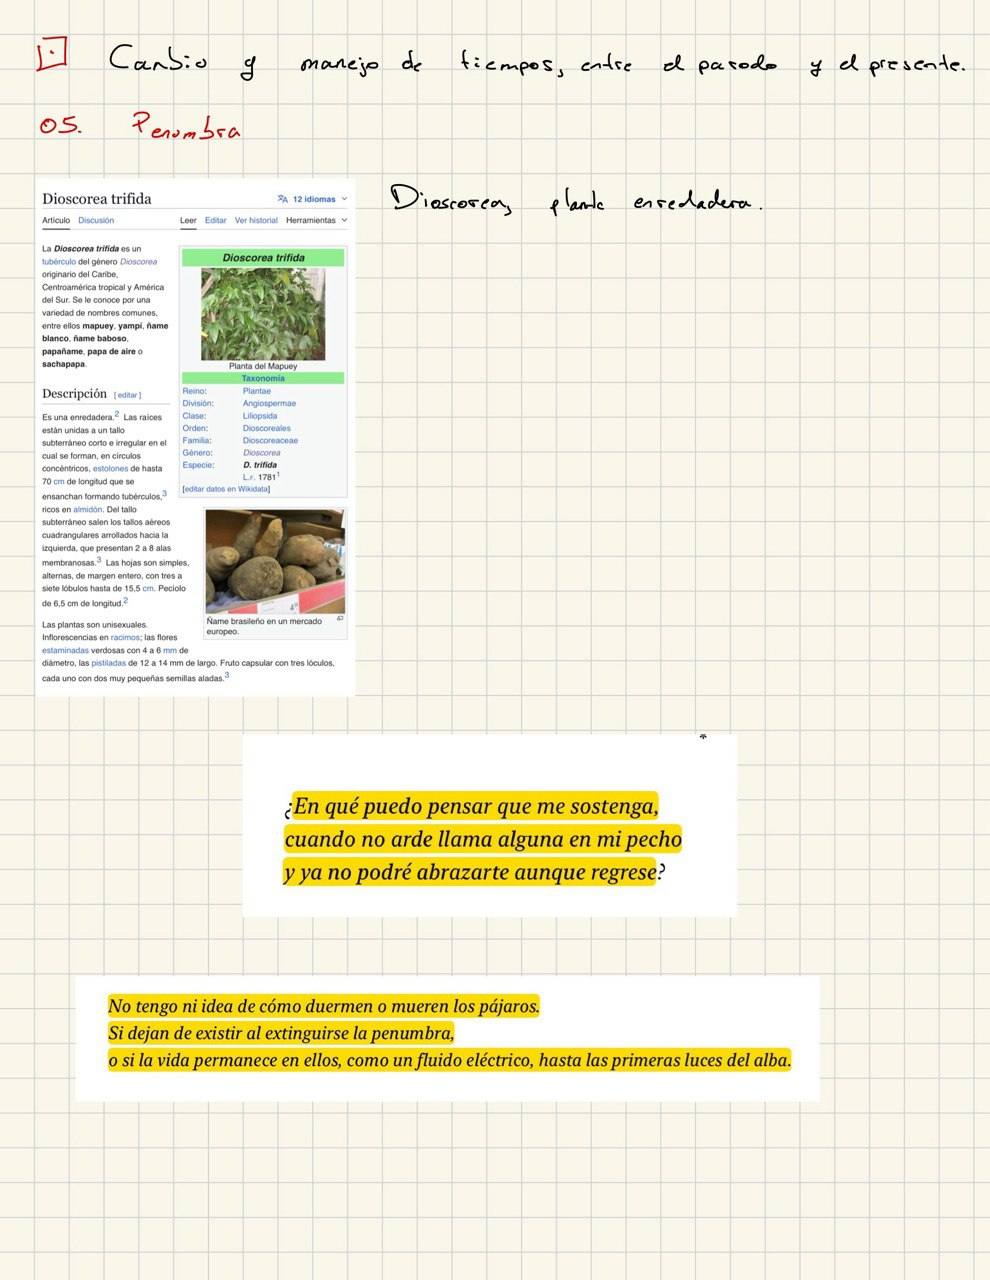 Cambio y manejo de tiempos, entre el pasado y el presente.
05. Penumbra
Dioscorea trifida
12 idiomas
Artículo Discusión Leer Editar Ver historial Herramientas
Dioscorea, planta enredadera.
La Dioscorea trifida es un
tubérculo del género Dioscorea
originario del Caribe,
Centroamérica tropical y América
del Sur. Se le conoce por una
variedad de nombres comunes,
entre ellos mapuey, yampí, ñame
blanco, ñame baboso,
papañame, papa de aire o
sachapapa.
Descripción [ editar ]
Es una enredadera.2 Las raíces
están unidas a un tallo
subterráneo corto e irregular en el
cual se forman, en círculos
concéntricos, estolones de hasta
70 cm de longitud que se
ensanchan formando tubérculos,3
ricos en almidón. Del tallo
subterráneo salen los tallos aéreos
cuadrangulares arrollados hacia la
izquierda, que presentan 2 a 8 alas
membranosas.3 Las hojas son simples,
alternas, de margen entero, con tres a
siete lóbulos hasta de 15,5 cm. Peciolo
de 6,5 cm de longitud.2
Las plantas son unisexuales.
Inflorescencias en racimos; las flores
estaminadas verdosas con 4 a 6 mm de
diámetro, las pistiladas de 12 a 14 mm de largo. Fruto capsular con tres lóculos,
cada uno con dos muy pequeñas semillas aladas.3
Dioscorea trifida
Planta del Mapuey
Taxonomía
Reino: Plantae
División: Angiospermae
Clase: Liliopsida
Orden: Dioscoreales
Familia: Dioscoreaceae
Género: Dioscorea
Especie: D. trifida
L.F. 17811
[editar datos en Wikidata]
Ñame brasileño en un mercado
europeo.
*
¿En qué puedo pensar que me sostenga,
cuando no arde llama alguna en mi pecho
y ya no podré abrazarte aunque regrese?
No tengo ni idea de cómo duermen o mueren los pájaros.
Si dejan de existir al extinguirse la penumbra,
o si la vida permanece en ellos, como un fluido eléctrico, hasta las primeras luces del alba.